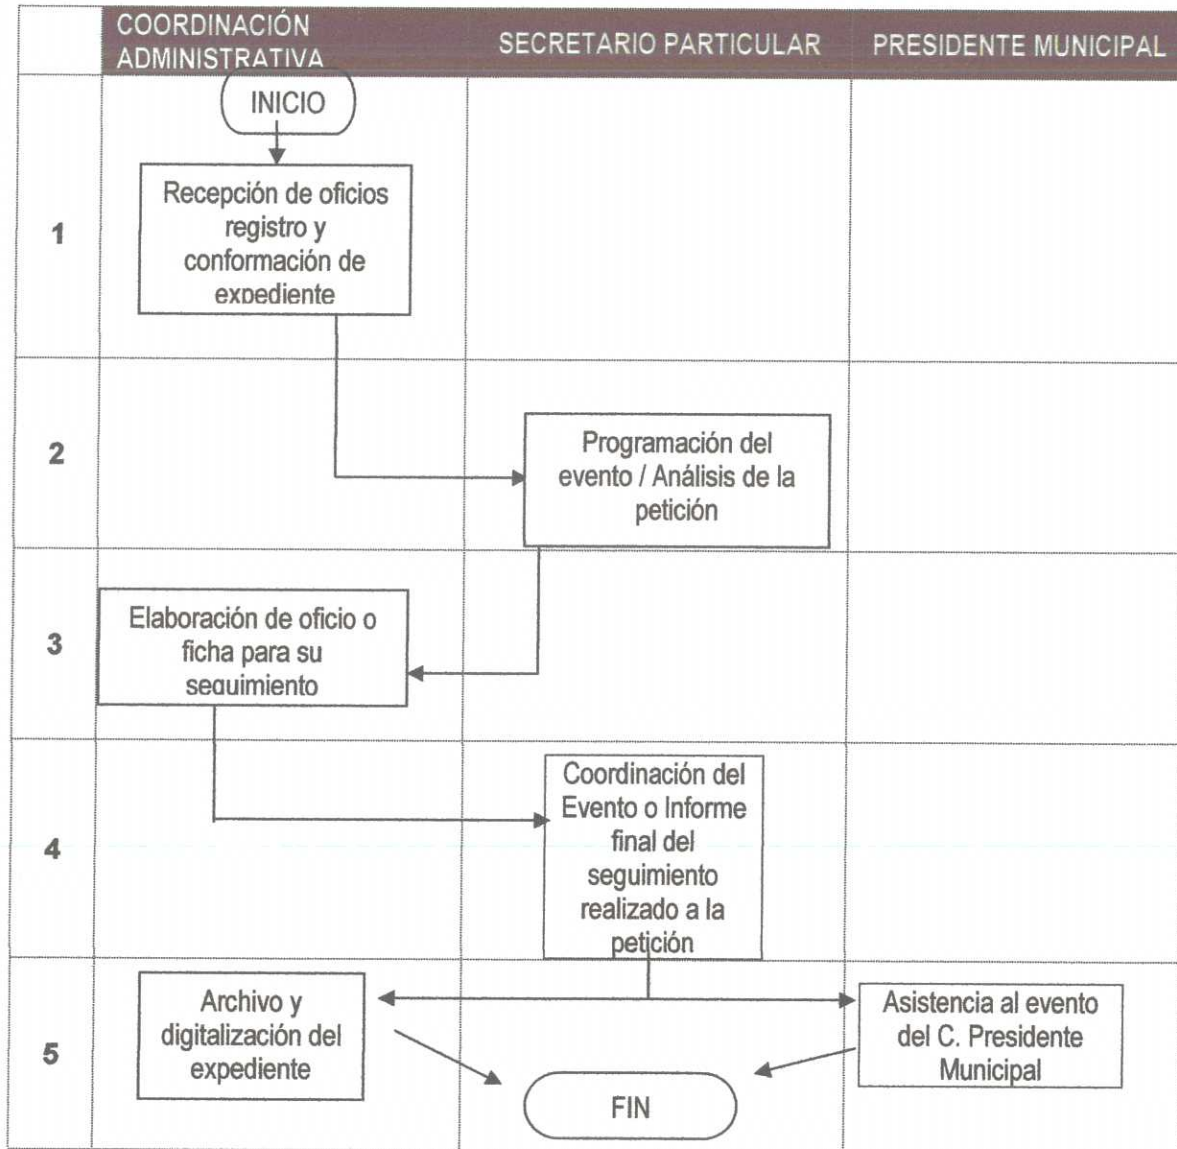 COORDINACIÓN
ADMINISTRATIVA
SECRETARIO PARTICULAR
PRESIDENTE MUNICIPAL
INICIO
1
Recepción de oficios
registro y
conformación de
expediente
2
Programación del
evento / Análisis de la
petición
3
Elaboración de oficio o
ficha para su
seguimiento
4
Coordinación del
Evento o Informe
final del
seguimiento
realizado a la
petición
5
Archivo y
digitalización del
expediente
Asistencia al evento
del C. Presidente
Municipal
FIN